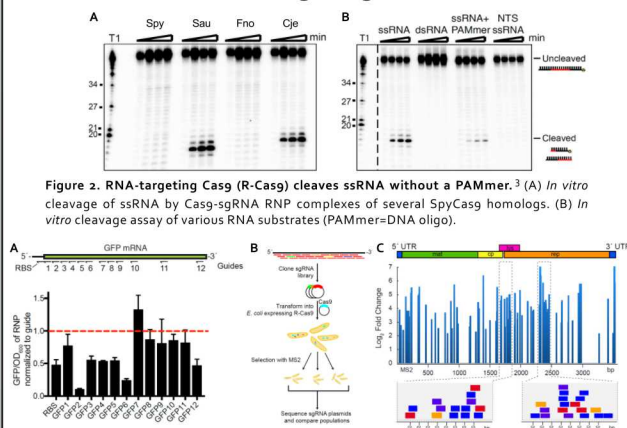 A
B
Spy Sau Fno Cje
T1
min
34
27
21
20
ssRNA dsRNA ssRNA+ PAMmer NTS ssRNA
T1
min
34
27
21
20
Uncleaved
Cleaved
Figure 2. RNA-targeting Cas9 (R-Cas9) cleaves ssRNA without a PAMmer.3 (A) In vitro
cleavage of ssRNA by Cas9-sgRNA RNP complexes of several SpyCas9 homologs. (B) In
vitro cleavage assay of various RNA substrates (PAMmer=DNA oligo).
A
GFP mRNA
5´ -3´
RBS 1 2 3 4 5 6 7 8 9 10 11 12 Guides
GFP/OD600 of RNP
normalized to guide
1.5
1.0
0.5
0.0
RBS GFP1 GFP2 GFP3 GFP4 GFP5 GFP6 GFP7 GFP8 GFP9 GFP10 GFP11 GFP12
B
5´ -3´
Clone sgRNA
library
Cas9
Transform into
E. coli expressing R-Cas9
Selection with MS2
Sequence sgRNA plasmids
and compare populations
C
5´ UTR 3´ UTR
mat cp rep
Log2 Fold Change
7
6
5
4
3
2
1
0
MS2 500 1500 2000 2500 3000 bp
bp
bp